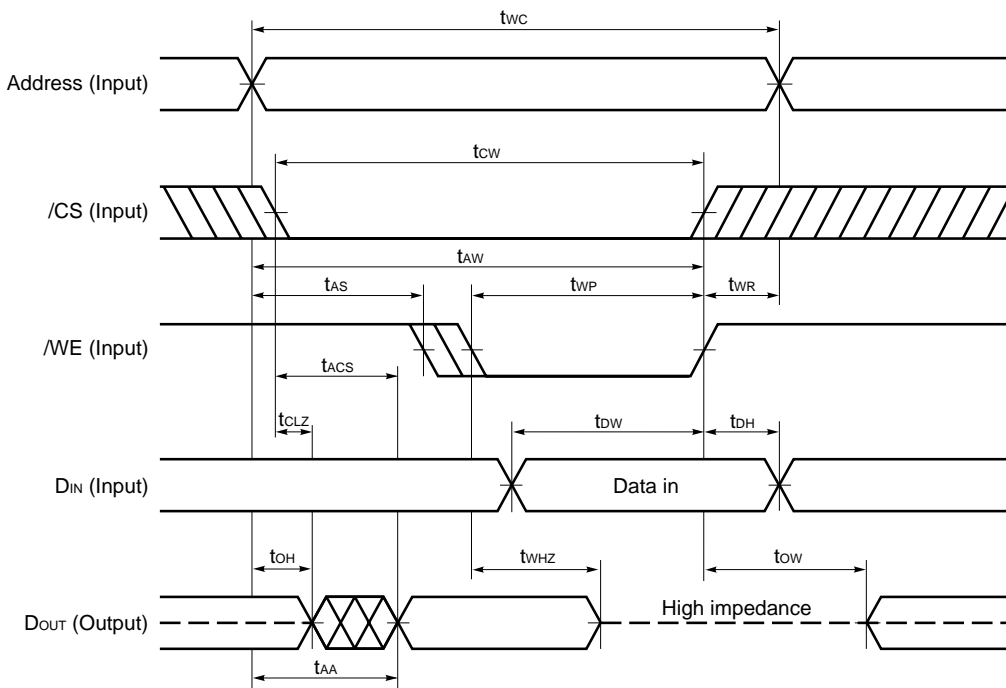 tWC
Address (Input)
tCW
/CS (Input)
tAW
tAS
tWP
tWR
/WE (Input)
tACS
tCLZ
tDW
tDH
DIN (Input)
Data in
tOH
tWHZ
tOW
High impedance
DOUT (Output)
tAA